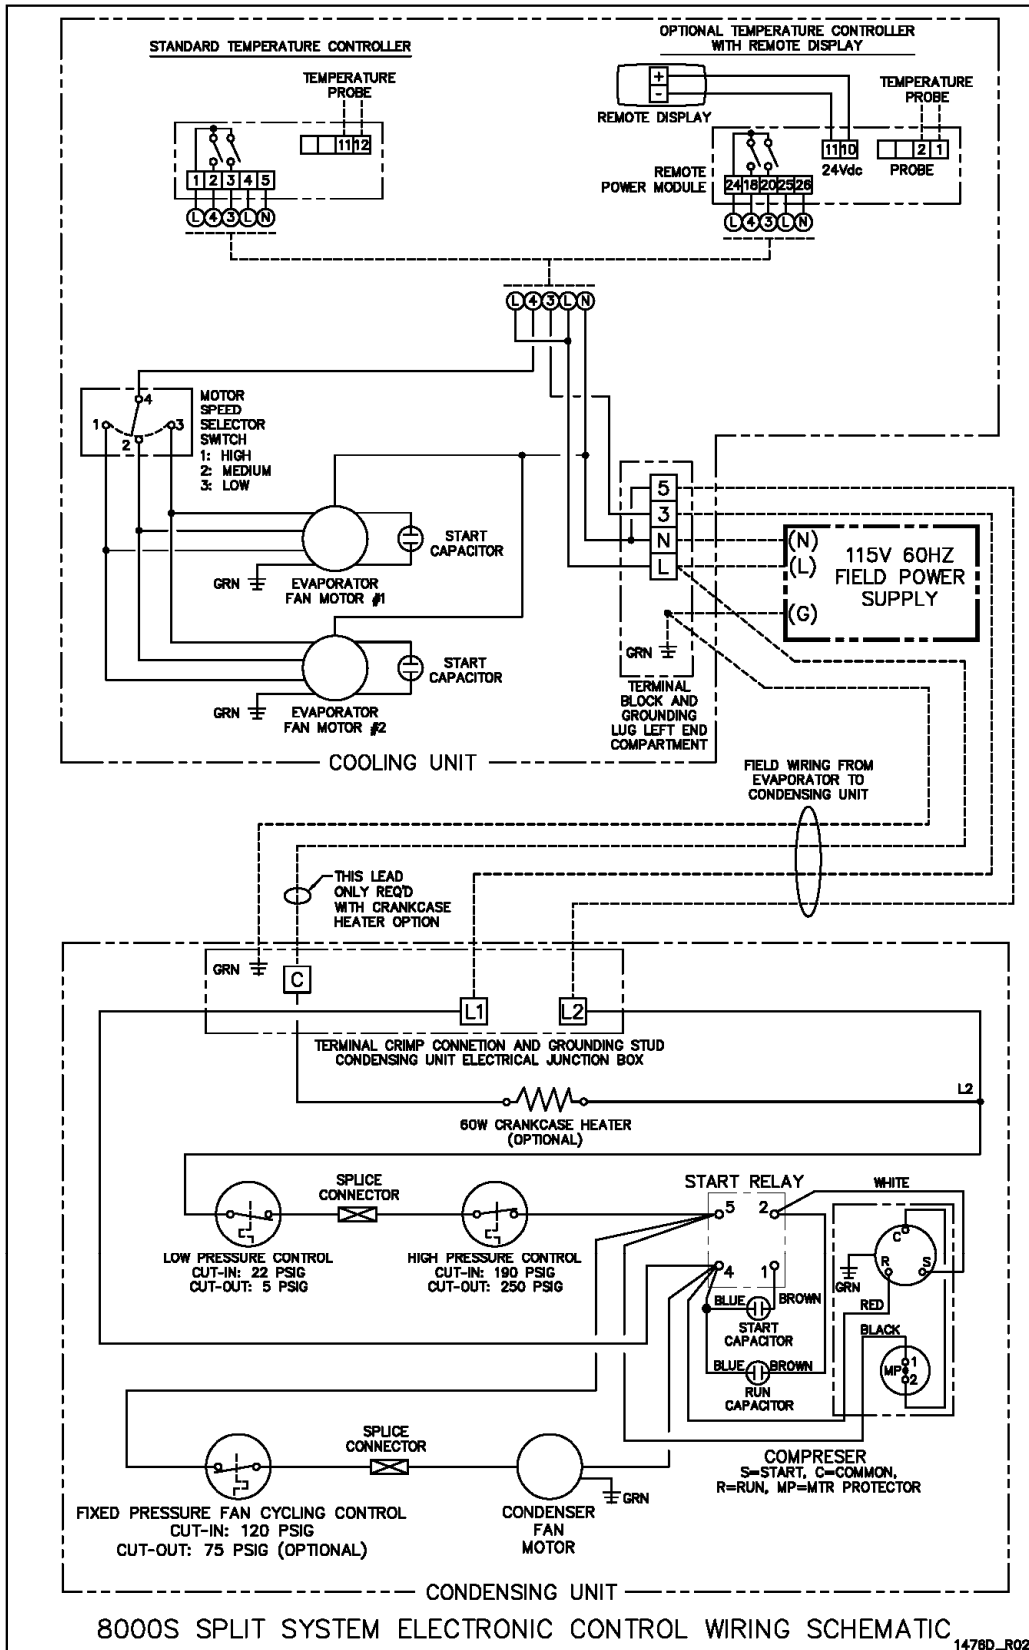 STANDARD TEMPERATURE CONTROLLER
TEMPERATURE
PROBE
11 12
1 2 3 4 5
L 4 3 L N
OPTIONAL TEMPERATURE CONTROLLER
WITH REMOTE DISPLAY
+
-
REMOTE DISPLAY
TEMPERATURE
PROBE
11 10
24Vdc
2 1
PROBE
REMOTE
POWER MODULE
24 18 20 25 26
L 4 3 L N
L 4 3 L N
4
1
2
3
MOTOR
SPEED
SELECTOR
SWITCH
1: HIGH
2: MEDIUM
3: LOW
START
CAPACITOR
GRN
EVAPORATOR
FAN MOTOR #1
START
CAPACITOR
GRN
EVAPORATOR
FAN MOTOR #2
5
3
N
L
GRN
TERMINAL
BLOCK AND
GROUNDING
LUG LEFT END
COMPARTMENT
(N)
(L)
(G)
115V 60HZ
FIELD POWER
SUPPLY
COOLING UNIT
FIELD WIRING FROM
EVAPORATOR TO
CONDENSING UNIT
THIS LEAD
ONLY REQ'D
WITH CRANKCASE
HEATER OPTION
GRN
C
L1
L2
TERMINAL CRIMP CONNETION AND GROUNDING STUD
CONDENSING UNIT ELECTRICAL JUNCTION BOX
L2
60W CRANKCASE HEATER
(OPTIONAL)
SPLICE
CONNECTOR
LOW PRESSURE CONTROL
CUT-IN: 22 PSIG
CUT-OUT: 5 PSIG
HIGH PRESSURE CONTROL
CUT-IN: 190 PSIG
CUT-OUT: 250 PSIG
START RELAY
5 2
4 1
WHITE
C
R S
GRN
RED
BLACK
MP 1
2
BLUE BROWN
START
CAPACITOR
BLUE BROWN
RUN
CAPACITOR
COMPRESER
S=START, C=COMMON,
R=RUN, MP=MTR PROTECTOR
SPLICE
CONNECTOR
FIXED PRESSURE FAN CYCLING CONTROL
CUT-IN: 120 PSIG
CUT-OUT: 75 PSIG (OPTIONAL)
GRN
CONDENSER
FAN
MOTOR
CONDENSING UNIT
8000S SPLIT SYSTEM ELECTRONIC CONTROL WIRING SCHEMATIC
1476D_R02